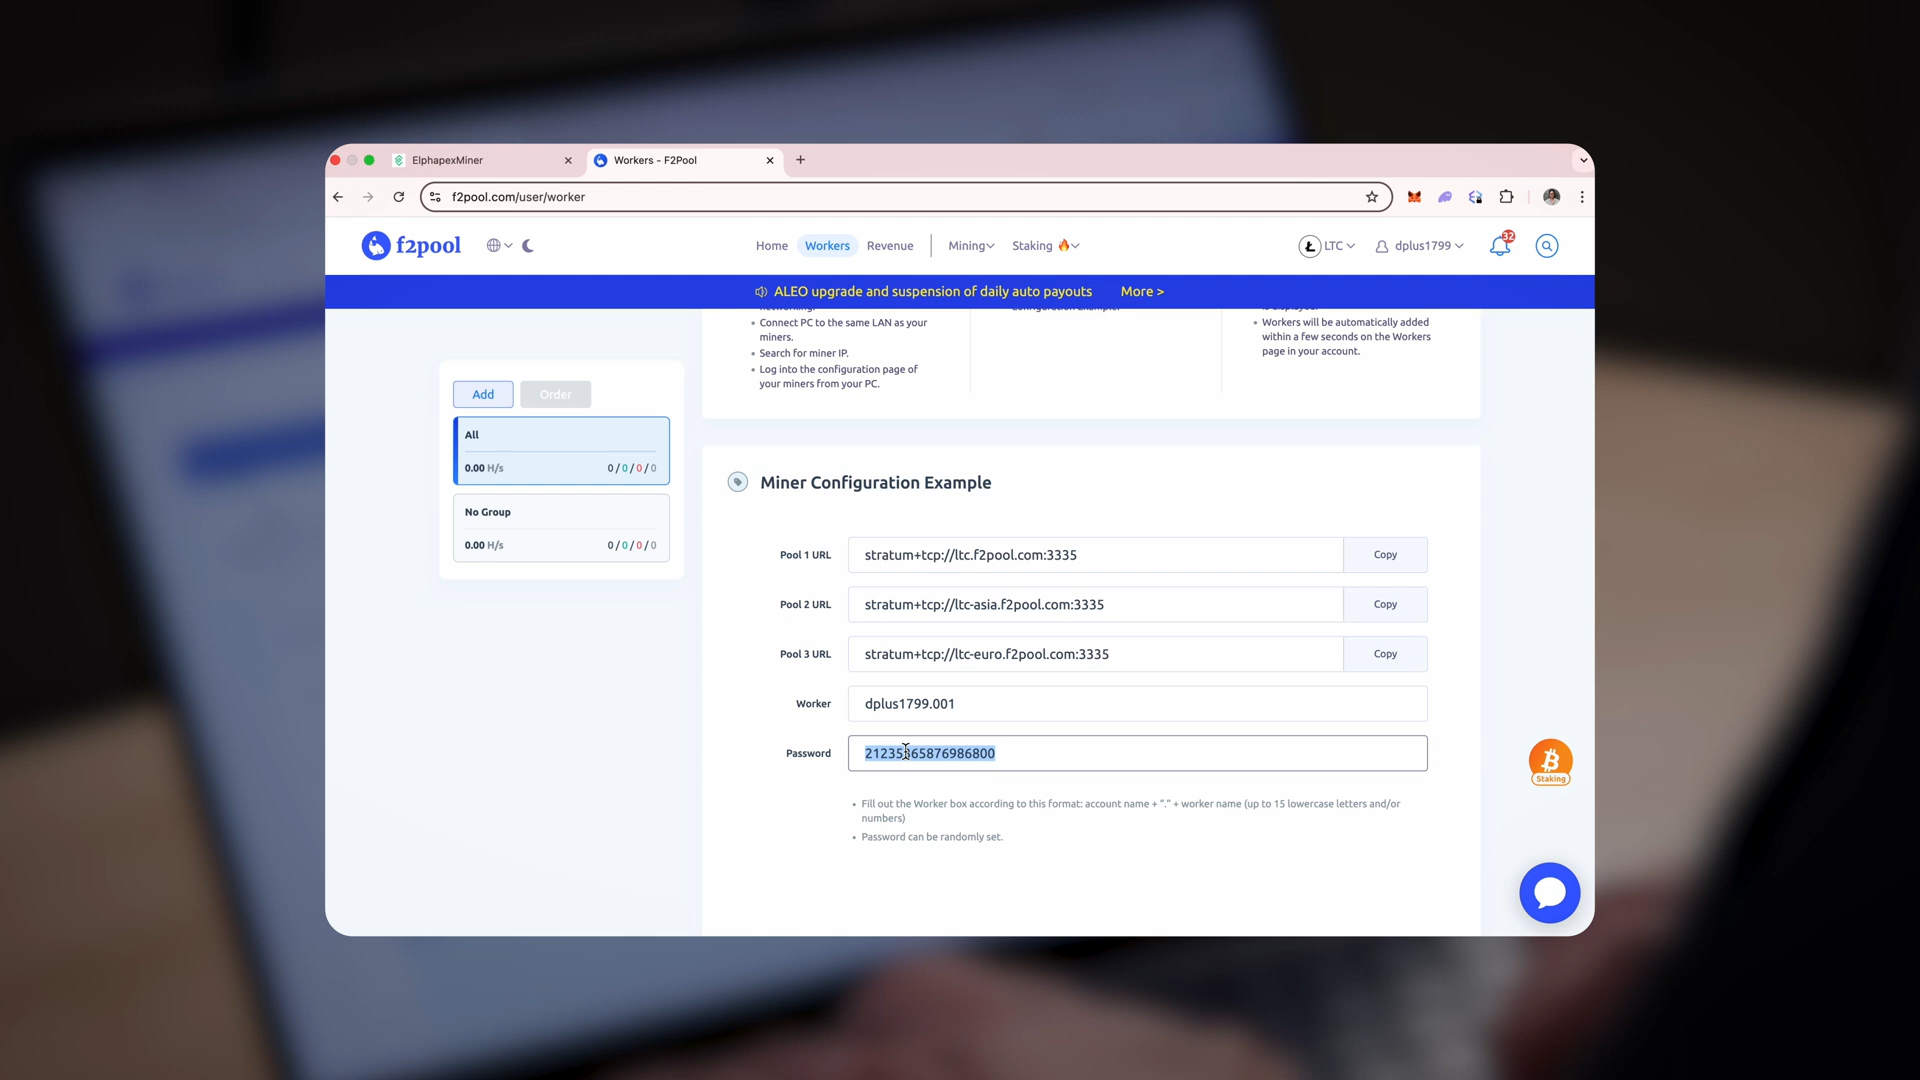 ElphapexMiner
Workers - F2Pool
f2pool.com/user/worker
f2pool
Home Workers Revenue Mining Staking
LTC
dplus1799
32
ALEO upgrade and suspension of daily auto payouts More >
Connect PC to the same LAN as your
miners.
Search for miner IP.
Log into the configuration page of
your miners from your PC.
Workers will be automatically added
within a few seconds on the Workers
page in your account.
Add
Order
All
0.00 H/s 0 / 0 / 0 / 0
No Group
0.00 H/s 0 / 0 / 0 / 0
Miner Configuration Example
Pool 1 URL stratum+tcp://ltc.f2pool.com:3335 Copy
Pool 2 URL stratum+tcp://ltc-asia.f2pool.com:3335 Copy
Pool 3 URL stratum+tcp://ltc-euro.f2pool.com:3335 Copy
Worker dplus1799.001
Password 21235365876986800
Fill out the Worker box according to this format: account name + "." + worker name (up to 15 lowercase letters and/or
numbers)
Password can be randomly set.
Staking